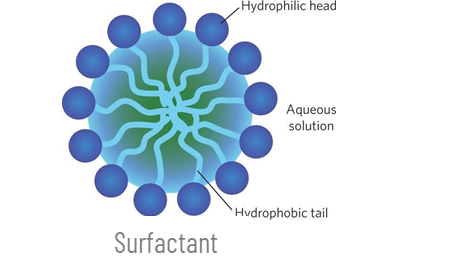 Hydrophilic head
Aqueous
solution
Hydrophobic tail
Surfactant